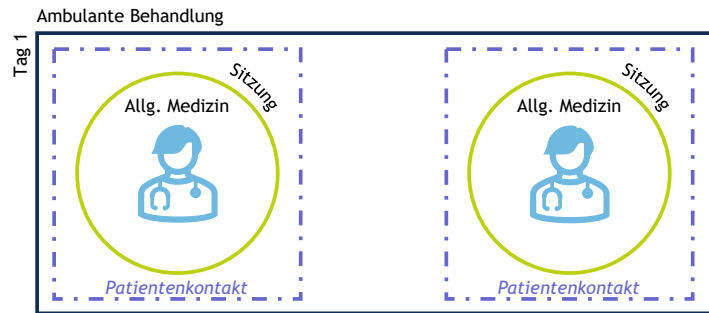 Ambulante Behandlung
Tag 1
Sitzung
Allg. Medizin
Patientenkontakt
Sitzung
Allg. Medizin
Patientenkontakt